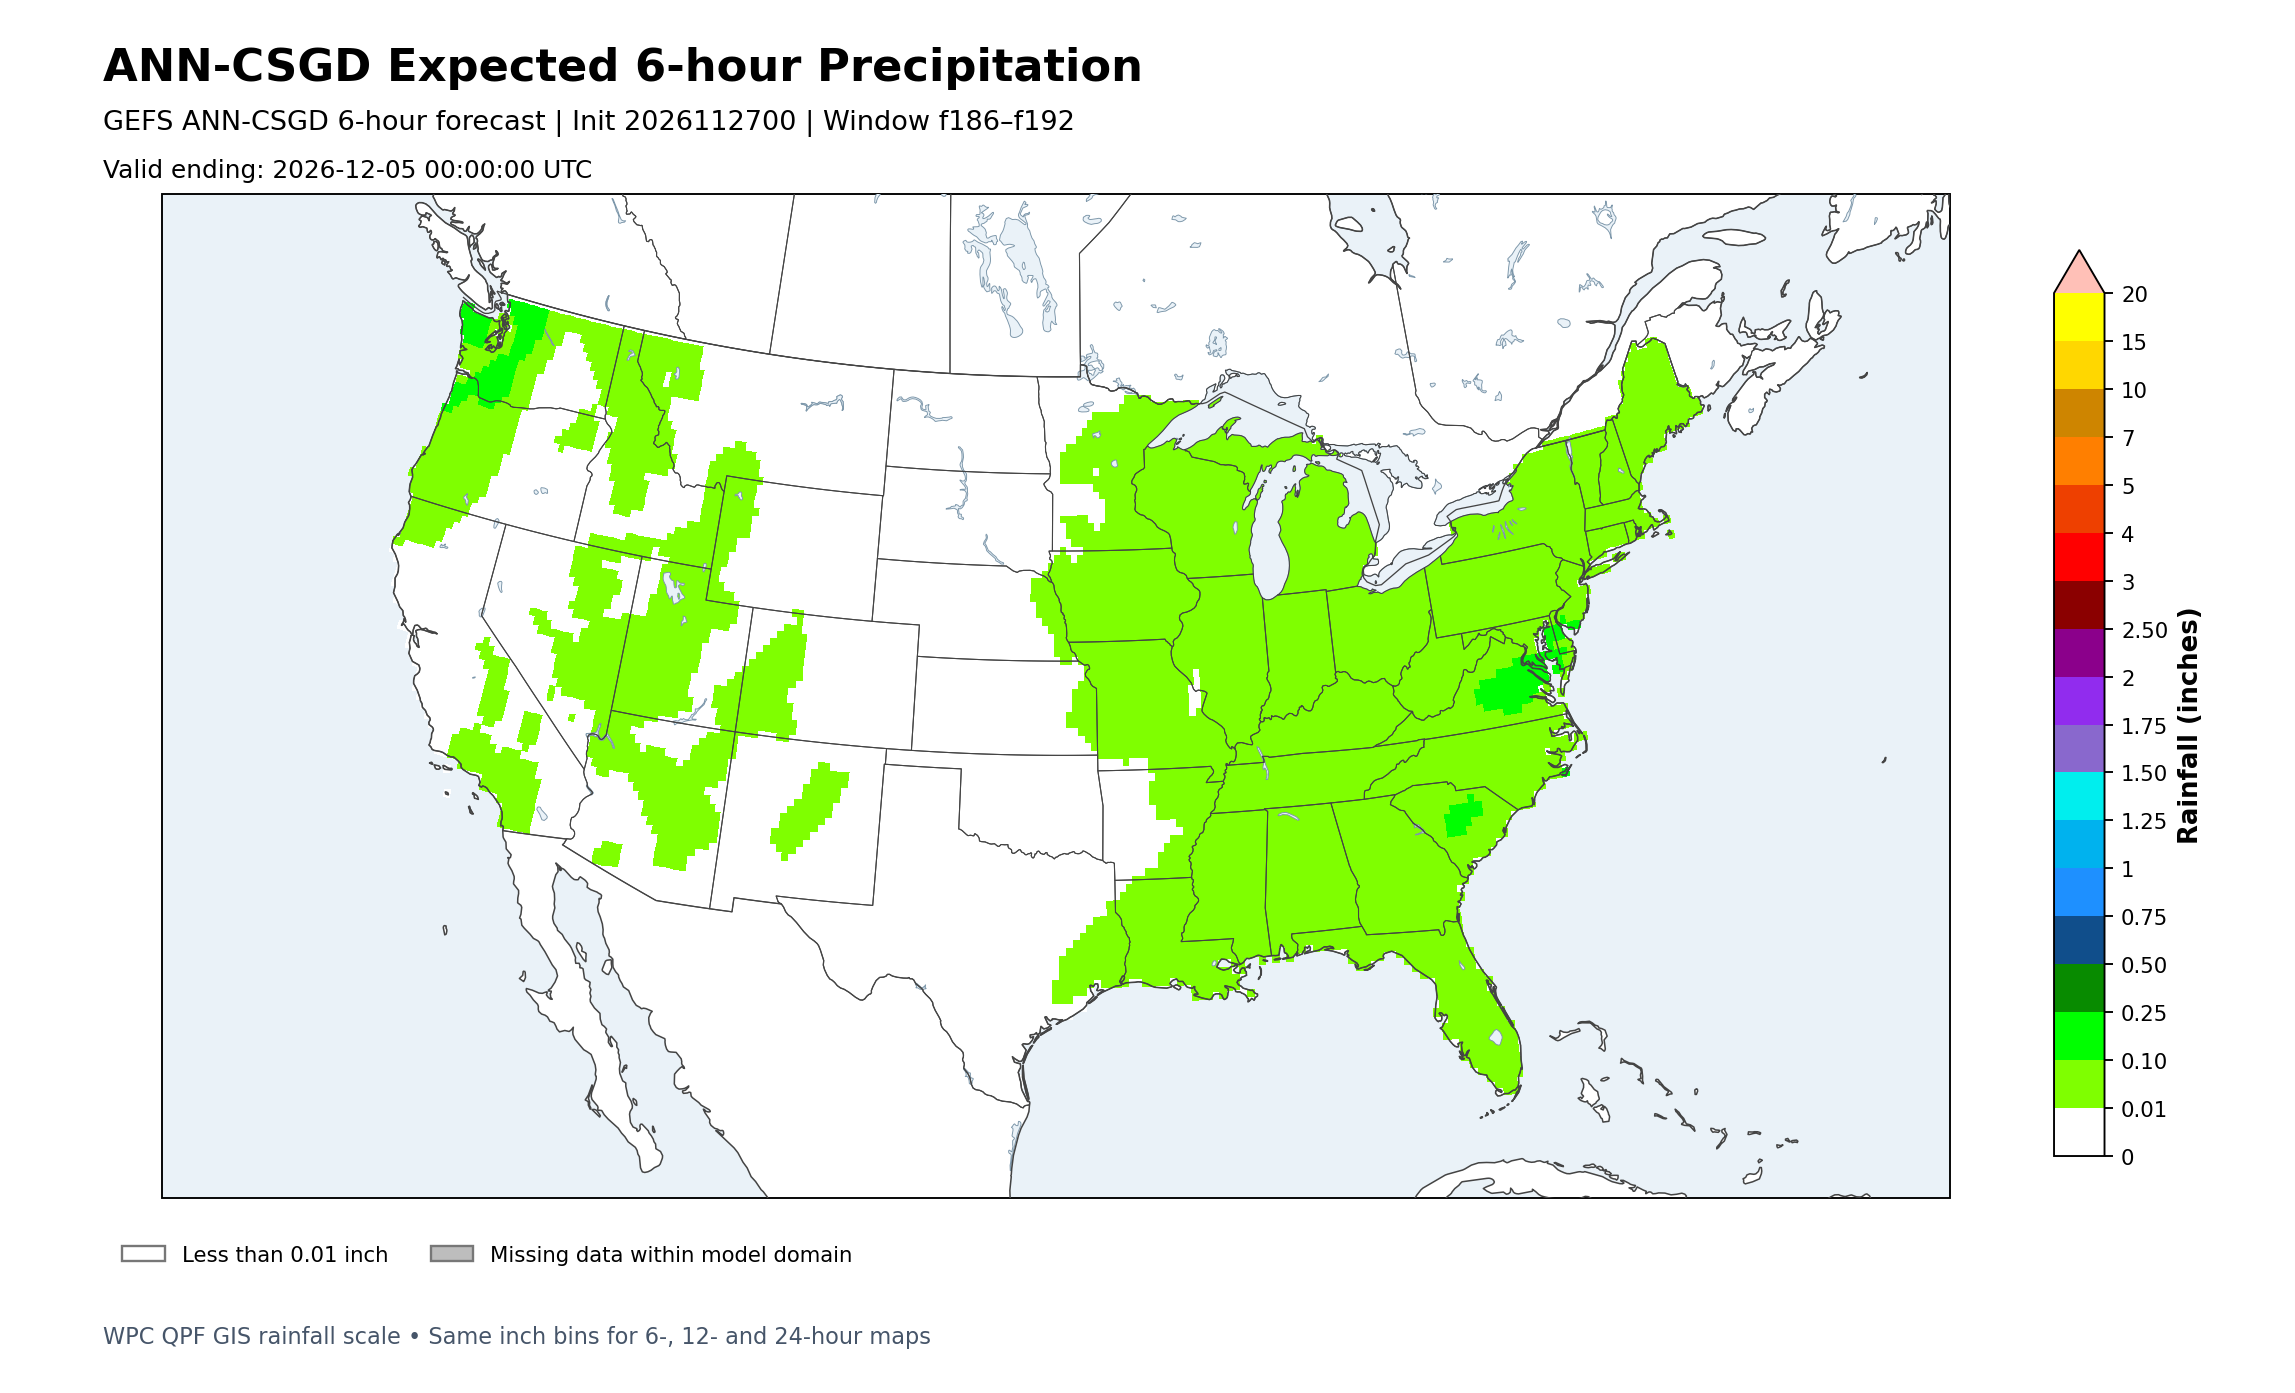 ANN-CSGD Expected 6-hour Precipitation
GEFS ANN-CSGD 6-hour forecast | Init 2026112700 | Window f186–f192
Valid ending: 2026-12-05 00:00:00 UTC
20
15
10
7
5
4
3
2.50
2
1.75
1.50
1.25
1
0.75
0.50
0.25
0.10
0.01
0
Rainfall (inches)
Less than 0.01 inch
Missing data within model domain
WPC QPF GIS rainfall scale • Same inch bins for 6-, 12- and 24-hour maps